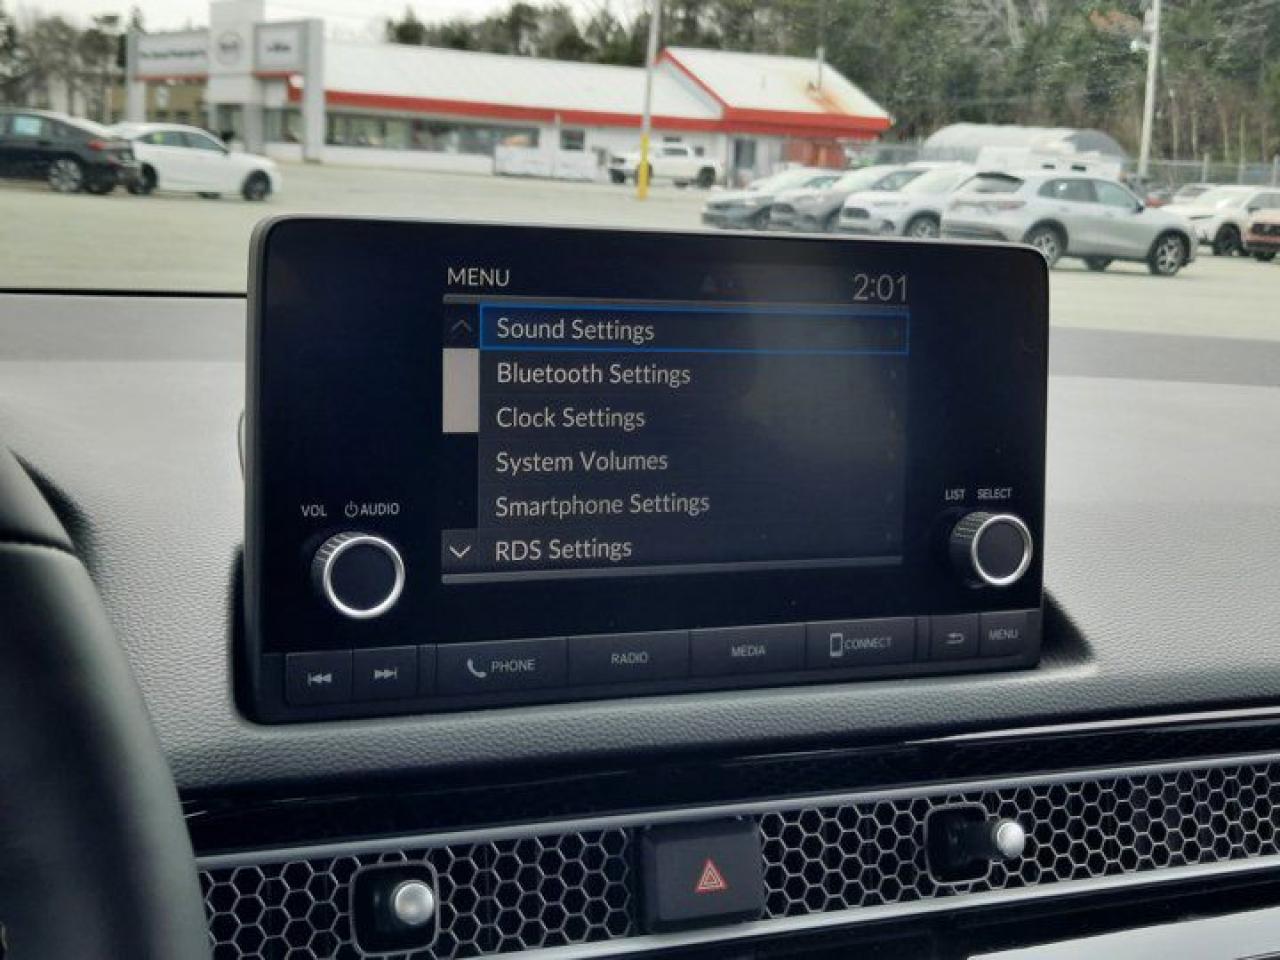 MENU
2:01
Sound Settings
Bluetooth Settings
Clock Settings
System Volumes
Smartphone Settings
RDS Settings
VOL AUDIO
LIST SELECT
PHONE
RADIO
MEDIA
CONNECT
MENU